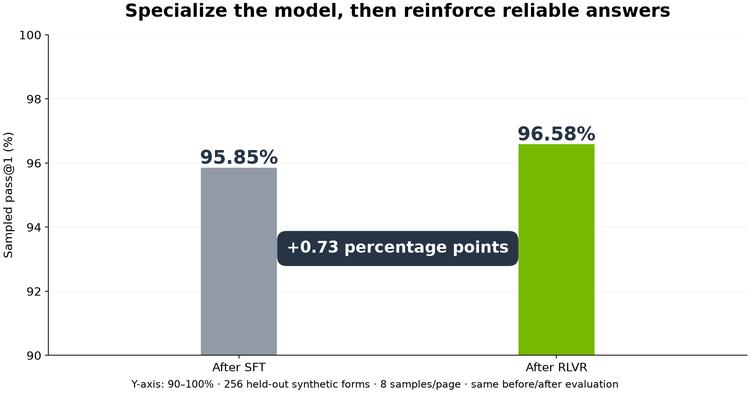 Specialize the model, then reinforce reliable answers
Sampled pass@1 (%)
100
98
96
94
92
90
95.85%
96.58%
+0.73 percentage points
After SFT
After RLVR
Y-axis: 90–100% · 256 held-out synthetic forms · 8 samples/page · same before/after evaluation